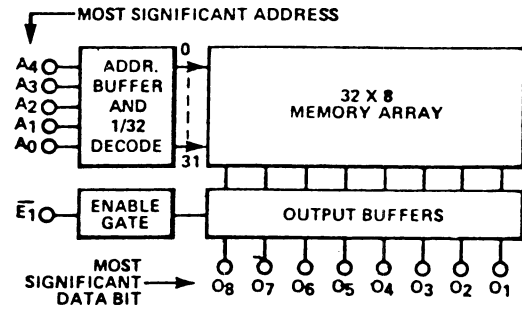 MOST SIGNIFICANT ADDRESS
A4
A3
A2
A1
A0
ADDR.
BUFFER
AND
1/32
DECODE
0
31
32 X 8
MEMORY ARRAY
E1
ENABLE
GATE
OUTPUT BUFFERS
MOST
SIGNIFICANT
DATA BIT
O8 O7 O6 O5 O4 O3 O2 O1